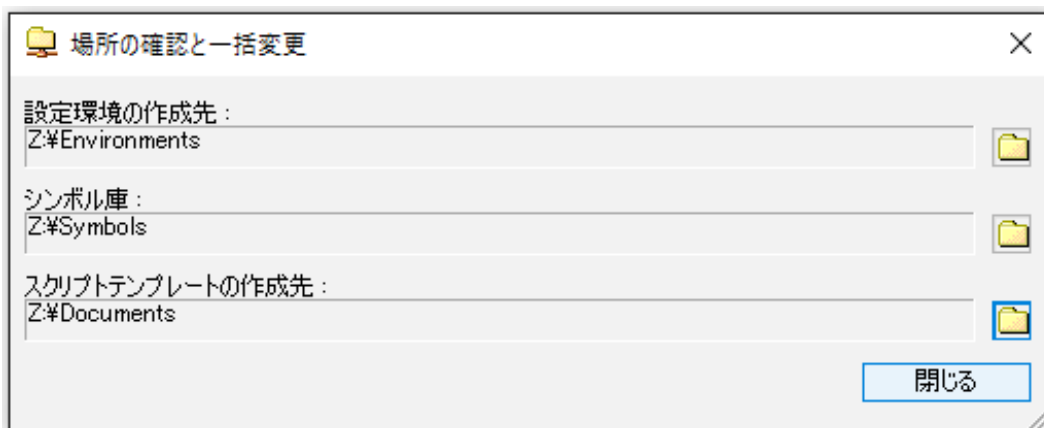 場所の確認と一括変更
設定環境の作成先：
Z:¥Environments
シンボル庫：
Z:¥Symbols
スクリプトテンプレートの作成先：
Z:¥Documents
閉じる